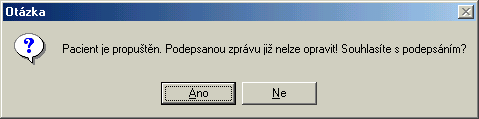 Otázka
Pacient je propuštěn. Podepsanou zprávu již nelze opravit! Souhlasíte s podepsáním?
Ano
Ne